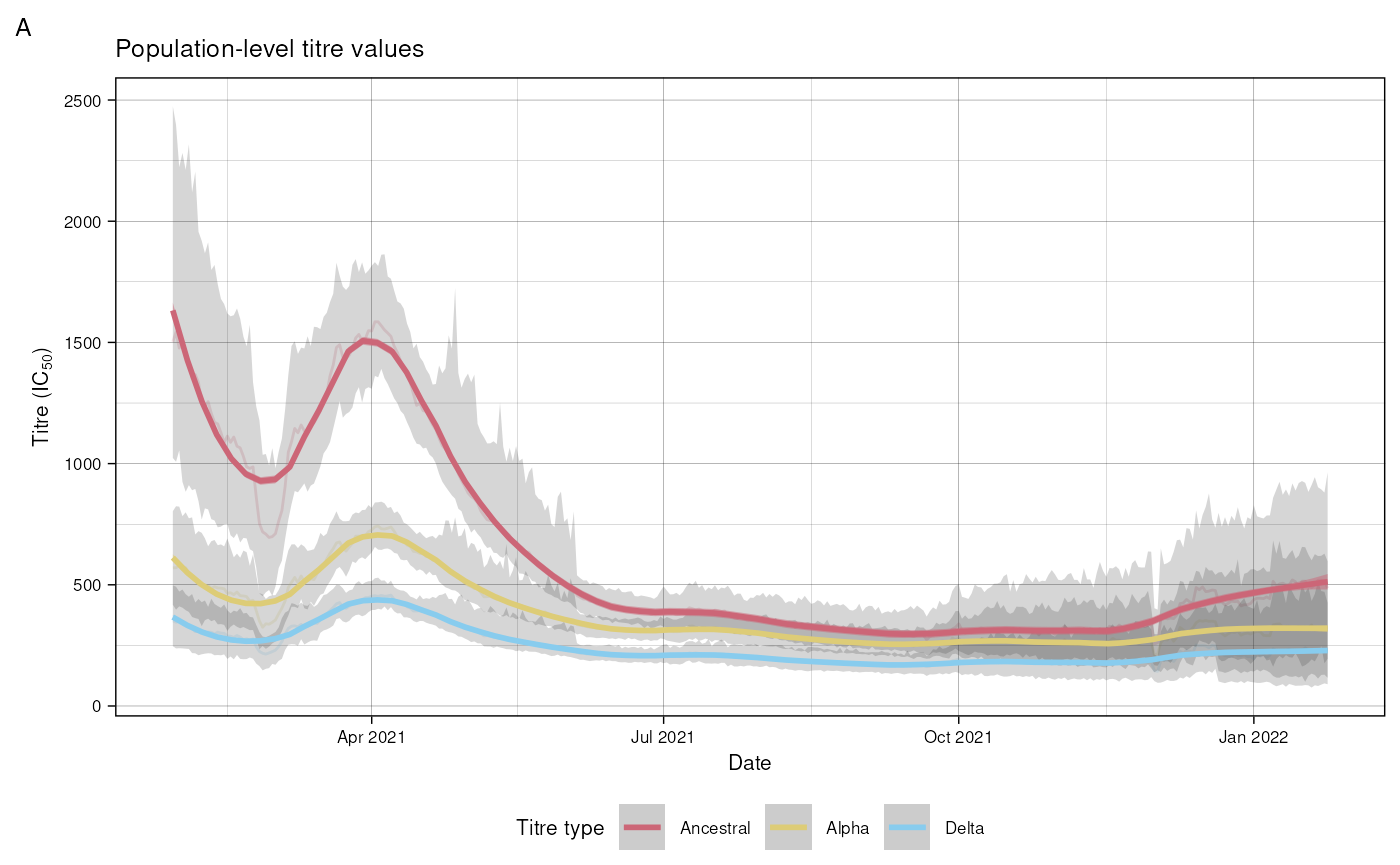 A
Population-level titre values
2500
2000
1500
1000
500
0
Titre (IC50)
Apr 2021
Jul 2021
Oct 2021
Jan 2022
Date
Titre type
Ancestral
Alpha
Delta